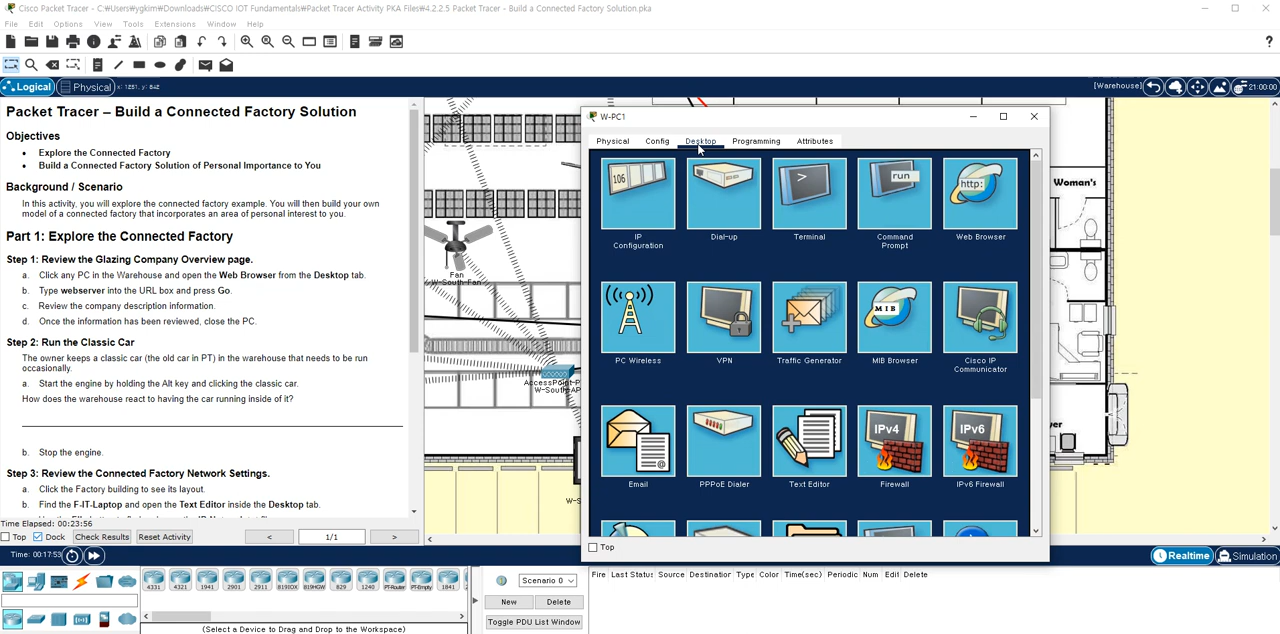 Cisco Packet Tracer - C:₩Users₩ygkim₩Downloads₩CISCO IOT Fundamentals₩Packet Tracer Activity PKA Files₩4.2.2.5 Packet Tracer - Build a Connected Factory Solution.pka
File Edit Options View Tools Extensions Window Help
?
Logical Physical x: 1281, y: 842 [Warehouse] 21:00:00
Packet Tracer – Build a Connected Factory Solution
Objectives
• Explore the Connected Factory
• Build a Connected Factory Solution of Personal Importance to You
Background / Scenario
In this activity, you will explore the connected factory example. You will then build your own
model of a connected factory that incorporates an area of personal interest to you.
Part 1: Explore the Connected Factory
Step 1: Review the Glazing Company Overview page.
a. Click any PC in the Warehouse and open the Web Browser from the Desktop tab.
b. Type webserver into the URL box and press Go.
c. Review the company description information.
d. Once the information has been reviewed, close the PC.
Step 2: Run the Classic Car
The owner keeps a classic car (the old car in PT) in the warehouse that needs to be run
occasionally.
a. Start the engine by holding the Alt key and clicking the classic car.
How does the warehouse react to having the car running inside of it?
b. Stop the engine.
Step 3: Review the Connected Factory Network Settings.
a. Click the Factory building to see its layout.
b. Find the F-IT-Laptop and open the Text Editor inside the Desktop tab.
Time Elapsed: 00:23:56
Top Dock Check Results Reset Activity < 1/1 >
Fan
W-South-Fan
AccessPoint-P
W-South-AP
W-S
Woman's
W-PC1
Physical Config Desktop Programming Attributes
106
>
run
http:
IP
Configuration
Dial-up
Terminal
Command
Prompt
Web Browser
MIB
PC Wireless
VPN
Traffic Generator
MIB Browser
Cisco IP
Communicator
@
IPv4
IPv6
Email
PPPoE Dialer
Text Editor
Firewall
IPv6 Firewall
Top
Time: 00:17:53
Realtime Simulation
4331 4321 1941 2901 2911 819IOX 819HGW 829 1240 PT-Router PT-Empty 1841
(Select a Device to Drag and Drop to the Workspace)
Scenario 0
New Delete
Toggle PDU List Window
Fire Last Status Source Destination Type Color Time(sec) Periodic Num Edit Delete